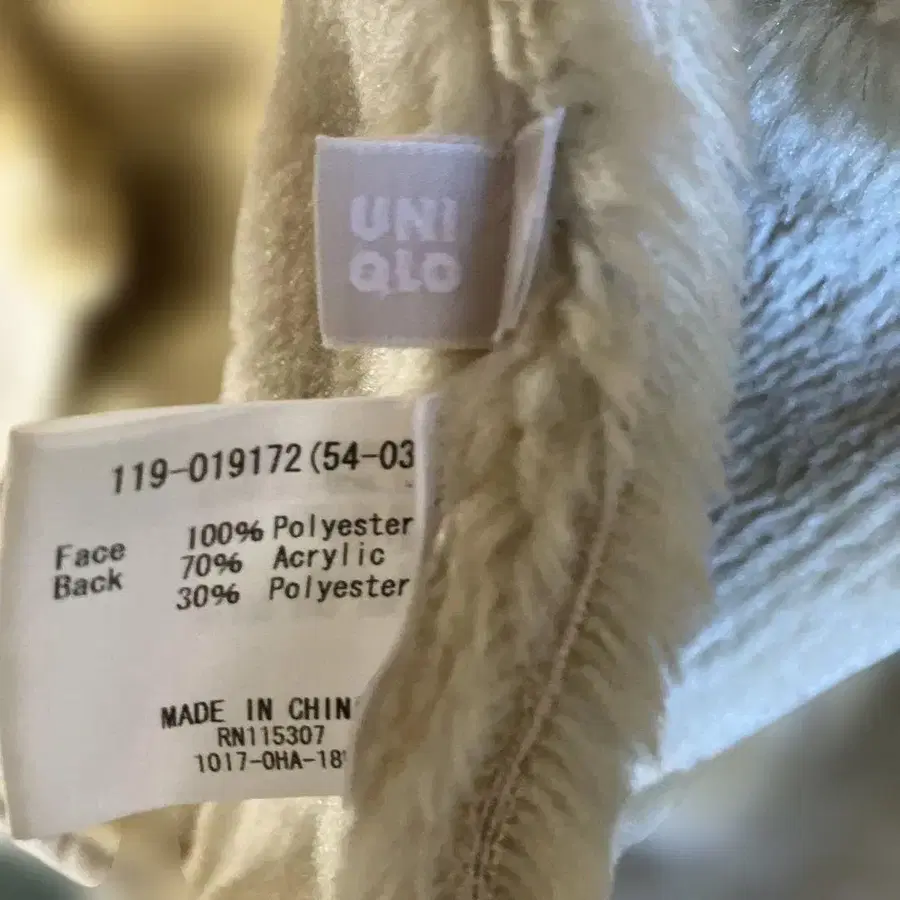 UNI
QLO
119-019172(54-03
Face 100% Polyester
Back 70% Acrylic
30% Polyester
MADE IN CHIN
RN115307
1017-OHA-18